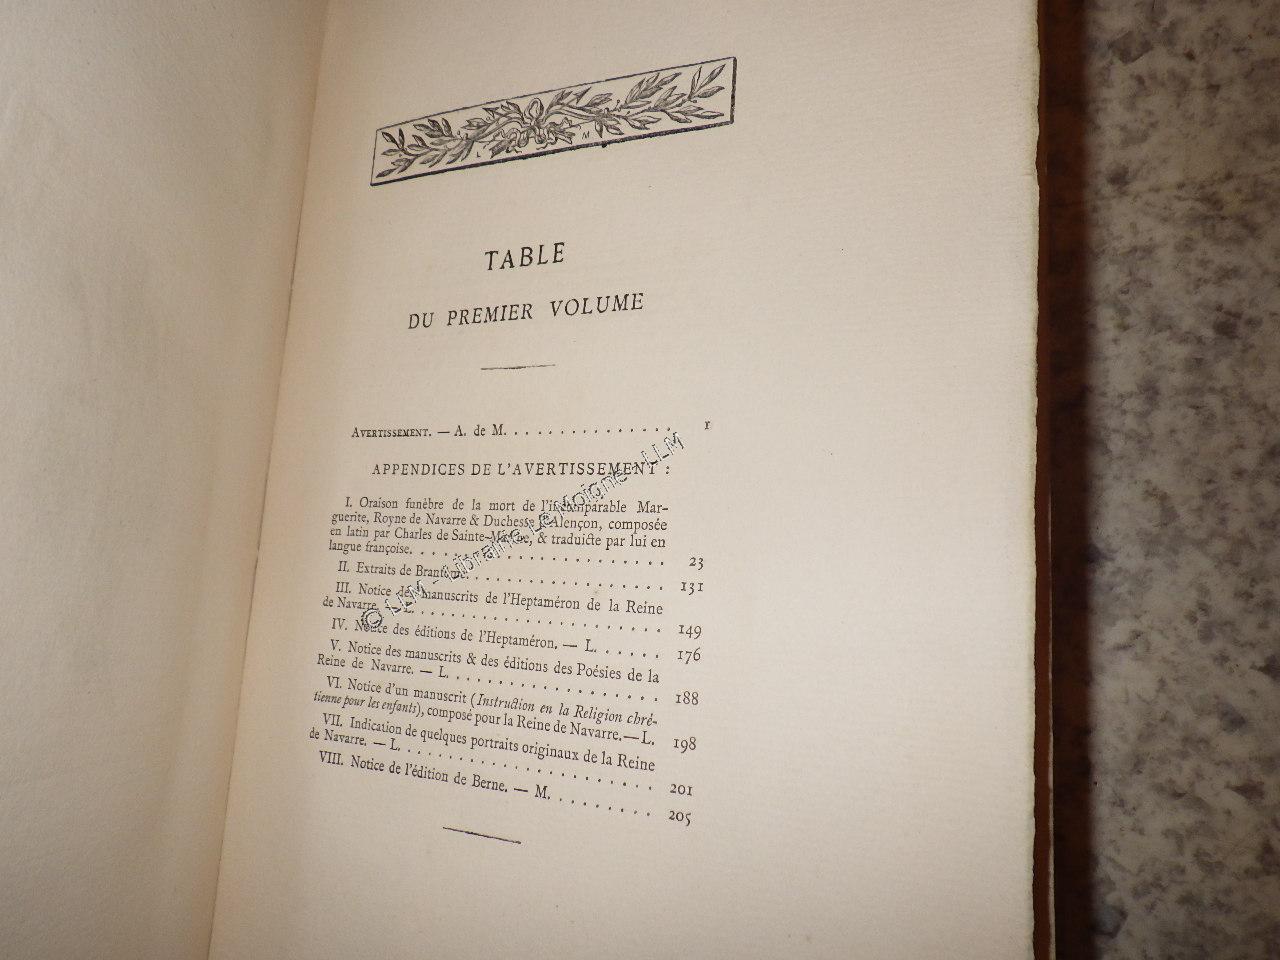 TABLE
DU PREMIER VOLUME
AVERTISSEMENT. — A. de M. . . . . . . . . . . . . . . . 1
APPENDICES DE L'AVERTISSEMENT :
I. Oraison funèbre de la mort de l'incomparable Mar-
guerite, Royne de Navarre & Duchesse d'Alençon, composée
en latin par Charles de Sainte-Marthe, & traduicte par lui en
langue françoise. . . . . . . . . . . . . . . . . . . . . 23
II. Extraits de Brantôme. . . . . . . . . . . . . . . . . 131
III. Notice des manuscrits de l'Heptaméron de la Reine
de Navarre. — L. . . . . . . . . . . . . . . . . . . . . 149
IV. Notice des éditions de l'Heptaméron. — L. . . . . . . 176
V. Notice des manuscrits & des éditions des Poésies de la
Reine de Navarre. — L. . . . . . . . . . . . . . . . . . 188
VI. Notice d'un manuscrit (Instruction en la Religion chré-
tienne pour les enfants), composé pour la Reine de Navarre. — L. 198
VII. Indication de quelques portraits originaux de la Reine
de Navarre. — L. . . . . . . . . . . . . . . . . . . . . 201
VIII. Notice de l'édition de Berne. — M. . . . . . . . . 205
© LLM - Librairie Le Moigne - LLM
L M